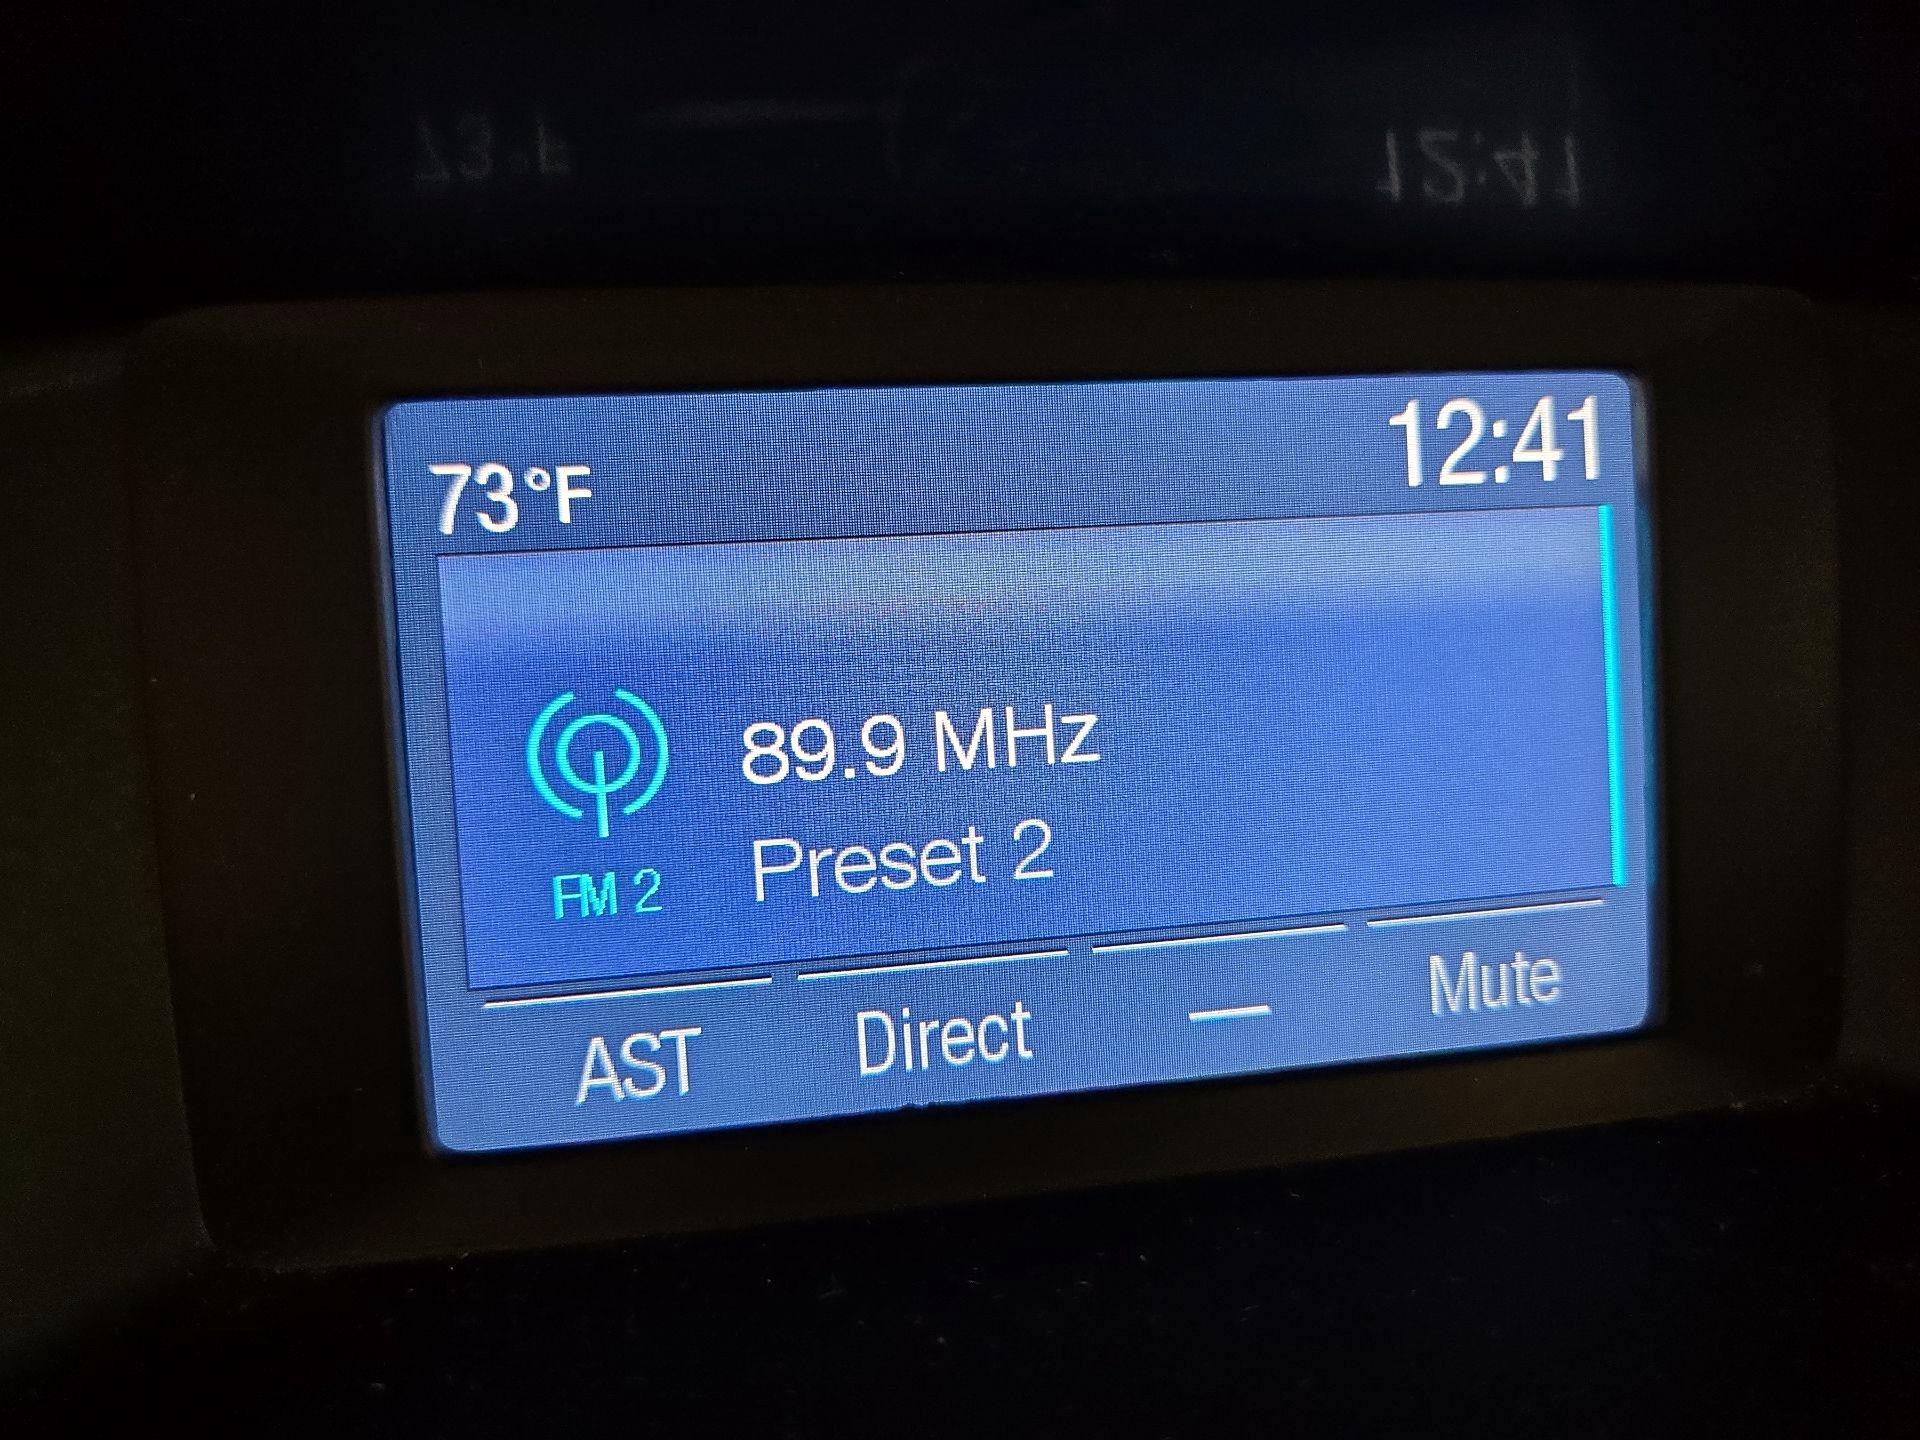 73°F
12:41
89.9 MHz
FM 2
Preset 2
AST
Direct
—
Mute